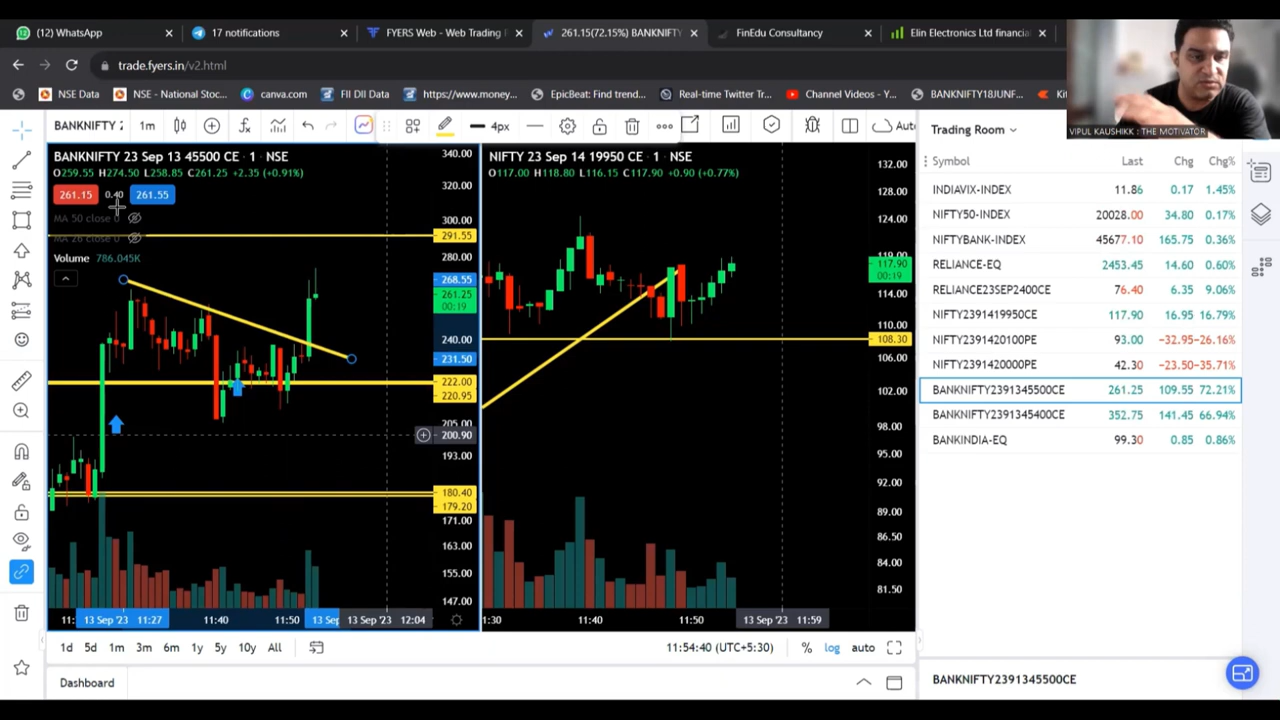 (12) WhatsApp
17 notifications
FYERS Web - Web Trading
261.15(72.15%) BANKNIFTY
FinEdu Consultancy
Elin Electronics Ltd financia
trade.fyers.in/v2.html
NSE Data
NSE - National Stoc...
canva.com
FII DII Data
https://www.money...
EpicBeat: Find trend...
Real-time Twitter Tr...
Channel Videos - Y...
BANKNIFTY18JUNF...
VIPUL KAUSHIKK : THE MOTIVATOR
BANKNIFTY 2
1m
4px
Auto
BANKNIFTY 23 Sep 13 45500 CE · 1 · NSE
O259.55 H274.50 L258.85 C261.25 +2.35 (+0.91%)
261.15
0.40
261.55
MA 50 close 0
MA 26 close 0
Volume 786.045K
340.00
320.00
300.00
291.55
280.00
268.55
261.25
00:19
240.00
231.50
222.00
220.95
205.00
200.90
193.00
180.40
179.20
171.00
163.00
155.00
147.00
11:
13 Sep '23 11:27
11:40
11:50
13 Sep
13 Sep '23 12:04
NIFTY 23 Sep 14 19950 CE · 1 · NSE
O117.00 H118.80 L116.15 C117.90 +0.90 (+0.77%)
132.00
128.00
124.00
117.90
00:19
114.00
110.00
108.30
106.00
102.00
98.00
95.00
92.00
89.00
86.50
84.00
81.50
:30
11:40
11:50
13 Sep '23 11:59
1d 5d 1m 3m 6m 1y 5y 10y All
11:54:40 (UTC+5:30)
% log auto
Dashboard
Trading Room
Symbol Last Chg Chg%
INDIAVIX-INDEX 11.86 0.17 1.45%
NIFTY50-INDEX 20028.00 34.80 0.17%
NIFTYBANK-INDEX 45677.10 165.75 0.36%
RELIANCE-EQ 2453.45 14.60 0.60%
RELIANCE23SEP2400CE 76.40 6.35 9.06%
NIFTY2391419950CE 117.90 16.95 16.79%
NIFTY2391420100PE 93.00 -32.95 -26.16%
NIFTY2391420000PE 42.30 -23.50 -35.71%
BANKNIFTY2391345500CE 261.25 109.55 72.21%
BANKNIFTY2391345400CE 352.75 141.45 66.94%
BANKINDIA-EQ 99.30 0.85 0.86%
BANKNIFTY2391345500CE